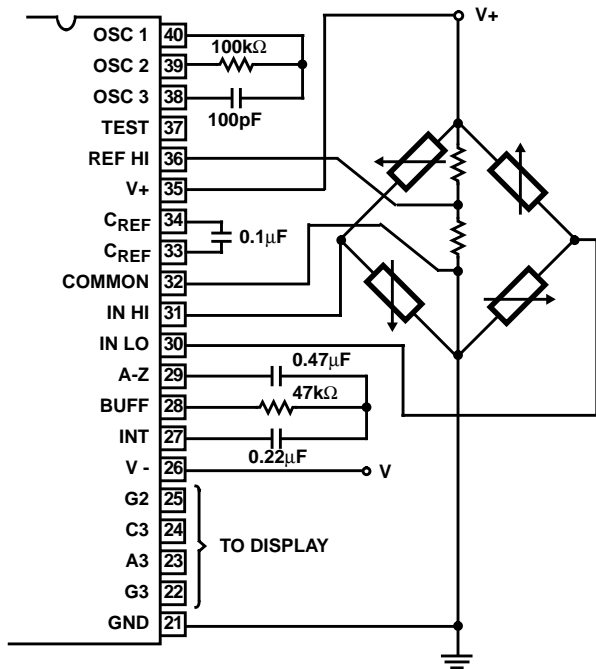 V+
OSC 1 40
100kΩ
OSC 2 39
OSC 3 38
100pF
TEST 37
REF HI 36
V+ 35
CREF 34
0.1µF
CREF 33
COMMON 32
IN HI 31
IN LO 30
0.47µF
A-Z 29
47kΩ
BUFF 28
INT 27
0.22µF
V - 26 V
G2 25
C3 24
TO DISPLAY
A3 23
G3 22
GND 21